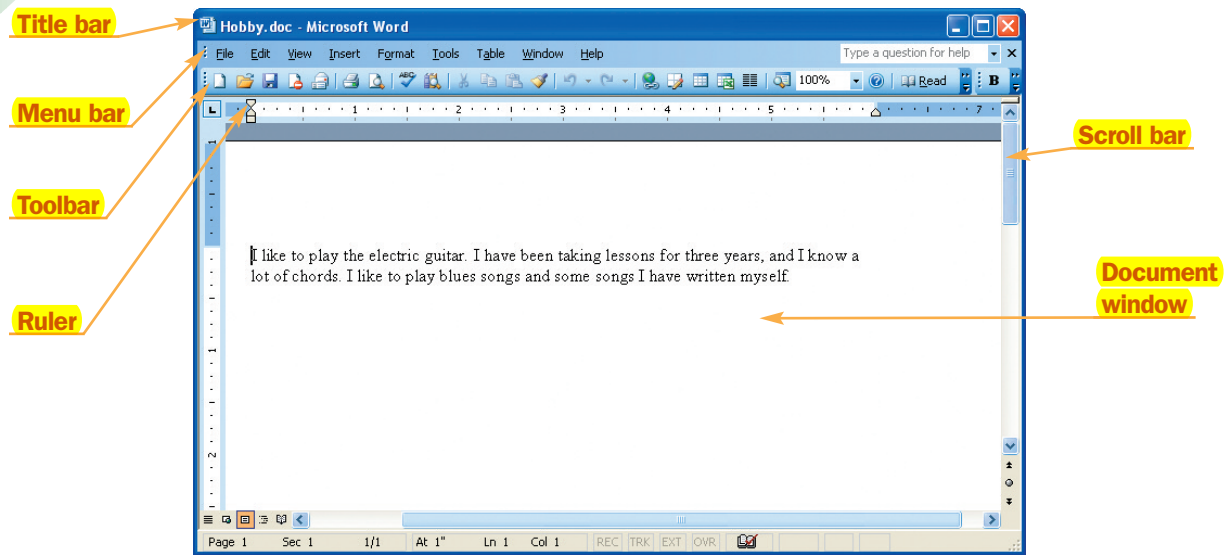 Title bar
Hobby.doc - Microsoft Word
File Edit View Insert Format Tools Table Window Help
Type a question for help
Menu bar
100%
Read
B
1 2 3 4 5 7
Scroll bar
1
Toolbar
I like to play the electric guitar. I have been taking lessons for three years, and I know a
lot of chords. I like to play blues songs and some songs I have written myself.
Document
window
Ruler
1
2
Page 1 Sec 1 1/1 At 1" Ln 1 Col 1 REC TRK EXT OVR